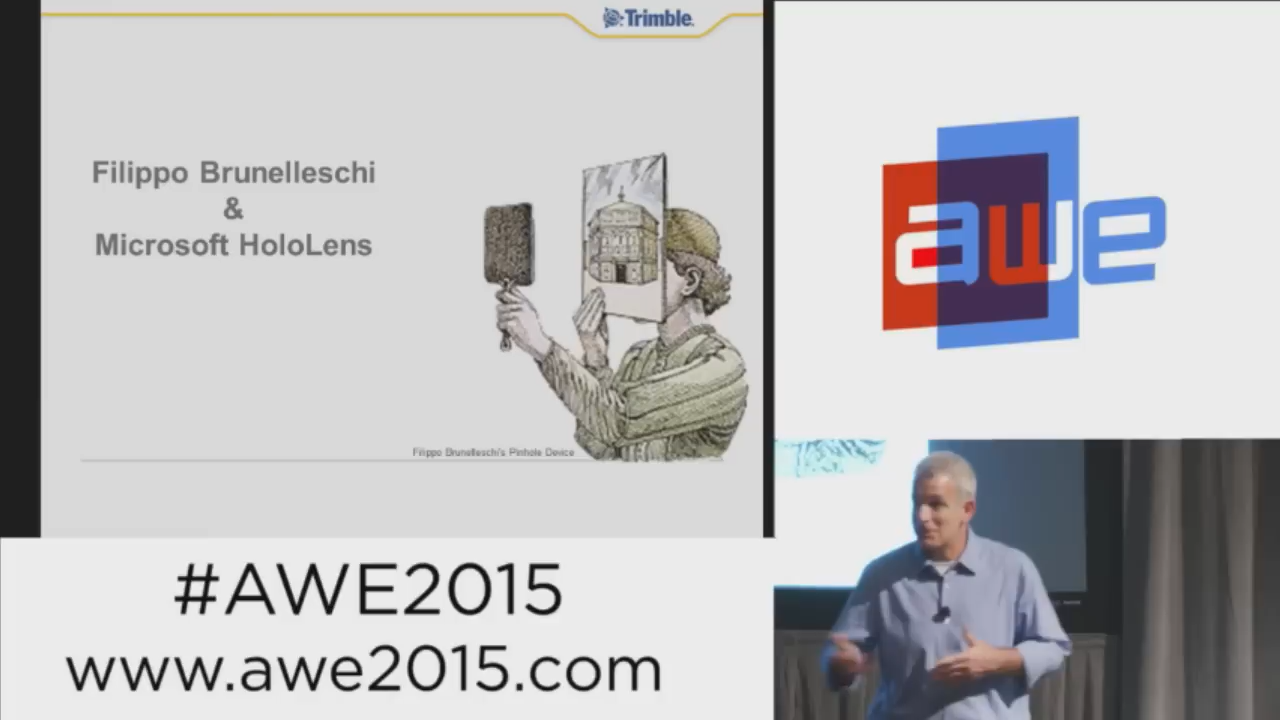 Trimble
Filippo Brunelleschi
&
Microsoft HoloLens
Filippo Brunelleschi's Pinhole Device
awe
#AWE2015
www.awe2015.com